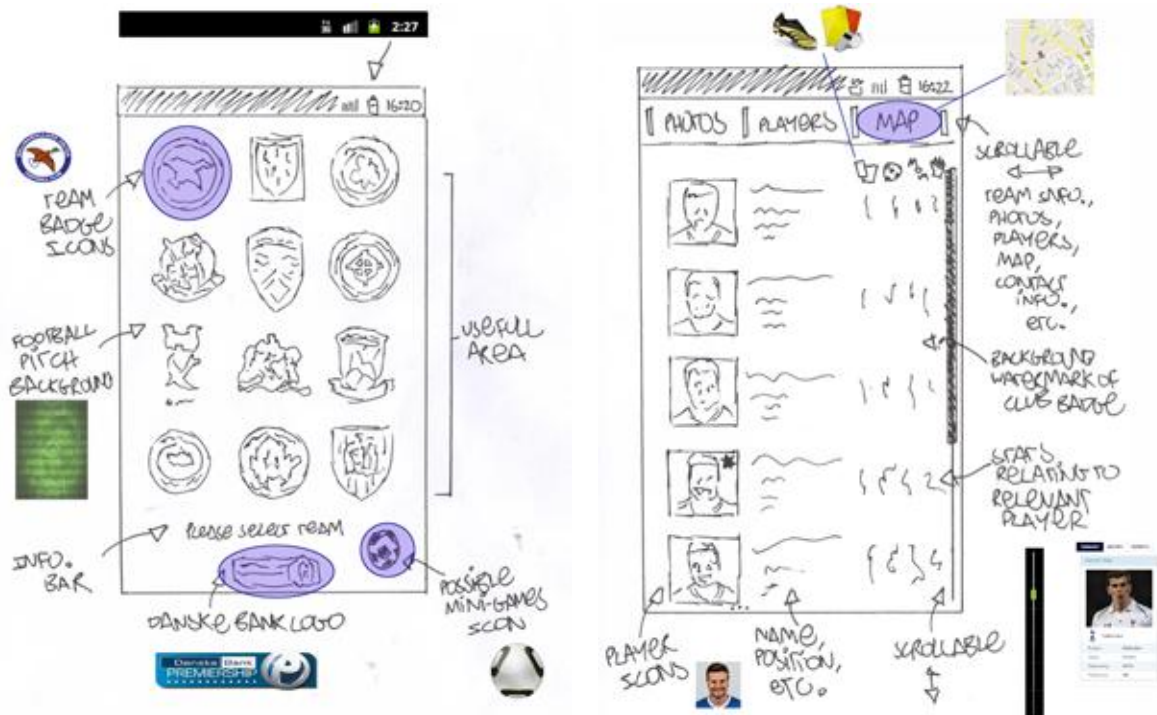 2:27
16:20
TEAM
BADGE
ICONS
FOOTBALL
PITCH
BACKGROUND
USEFULL
AREA
PLEASE SELECT TEAM
INFO.
BAR
DANSKE BANK LOGO
POSSIBLE
MINI-GAMES
ICON
Danske Bank
PREMIERSHIP
16:22
PHOTOS
PLAYERS
MAP
SCROLLABLE
TEAM INFO.,
PHOTOS,
PLAYERS,
MAP,
CONTACT
INFO.,
ETC.
BACKGROUND
WATERMARK OF
CLUB BADGE
STATS
RELATING TO
RELEVANT
PLAYER
PLAYER
ICONS
NAME,
POSITION,
ETC.
SCROLLABLE